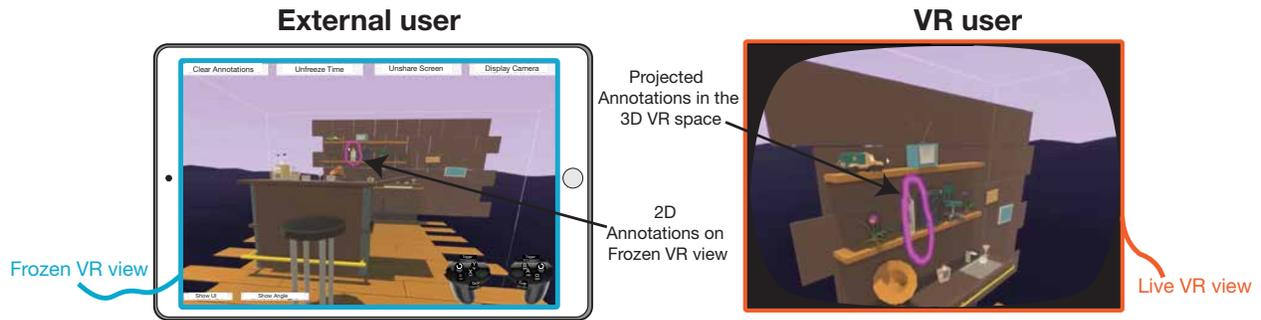 External user
VR user
Clear Annotations
Unfreeze Time
Unshare Screen
Display Camera
Projected
Annotations in the
3D VR space
2D
Annotations on
Frozen VR view
Frozen VR view
Live VR view
Show UI
Show Angle